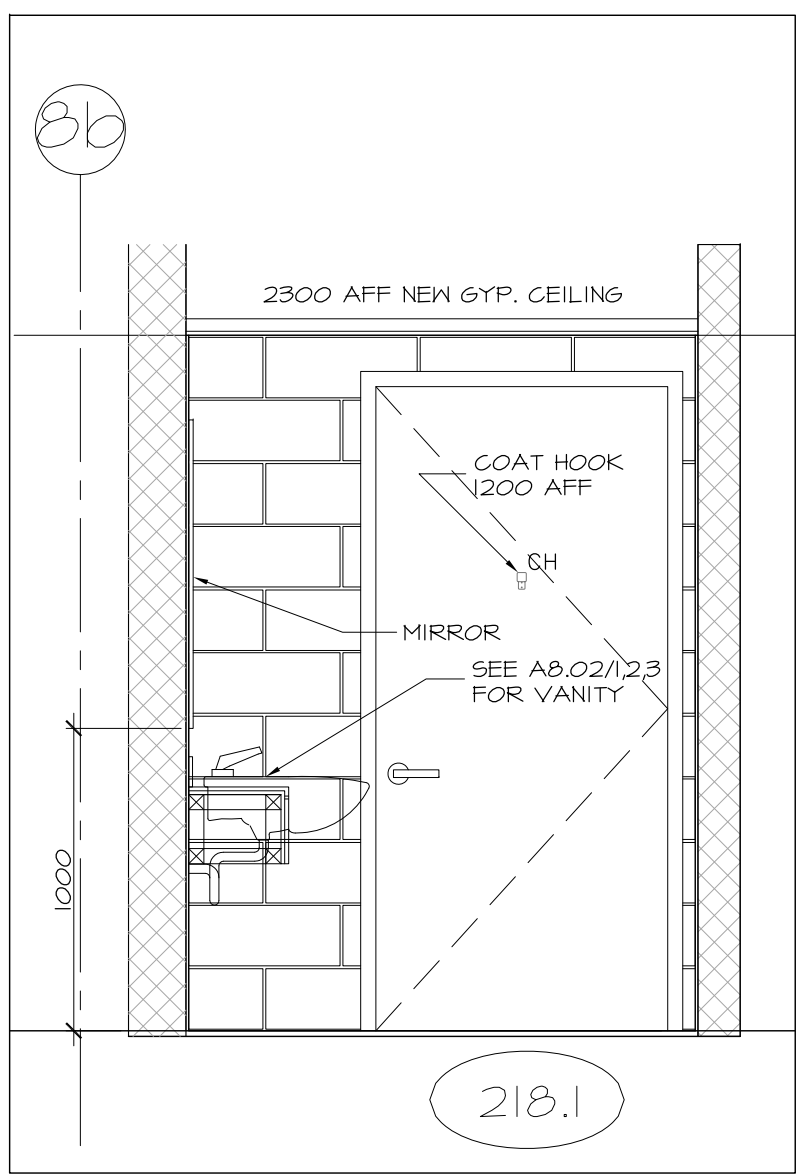 8b
2300 AFF NEW GYP. CEILING
COAT HOOK
1200 AFF
CH
MIRROR
SEE A8.02/1,2,3
FOR VANITY
1000
218.1